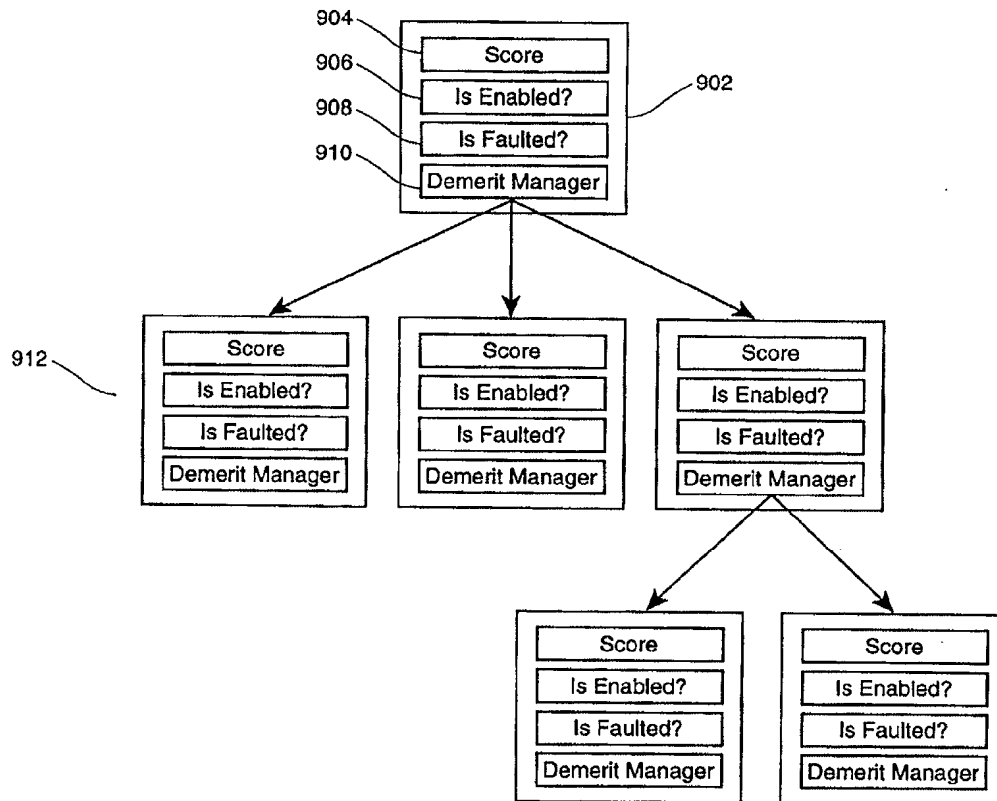 904
Score
906
Is Enabled?
902
908
Is Faulted?
910
Demerit Manager
912
Score
Is Enabled?
Is Faulted?
Demerit Manager
Score
Is Enabled?
Is Faulted?
Demerit Manager
Score
Is Enabled?
Is Faulted?
Demerit Manager
Score
Is Enabled?
Is Faulted?
Demerit Manager
Score
Is Enabled?
Is Faulted?
Demerit Manager